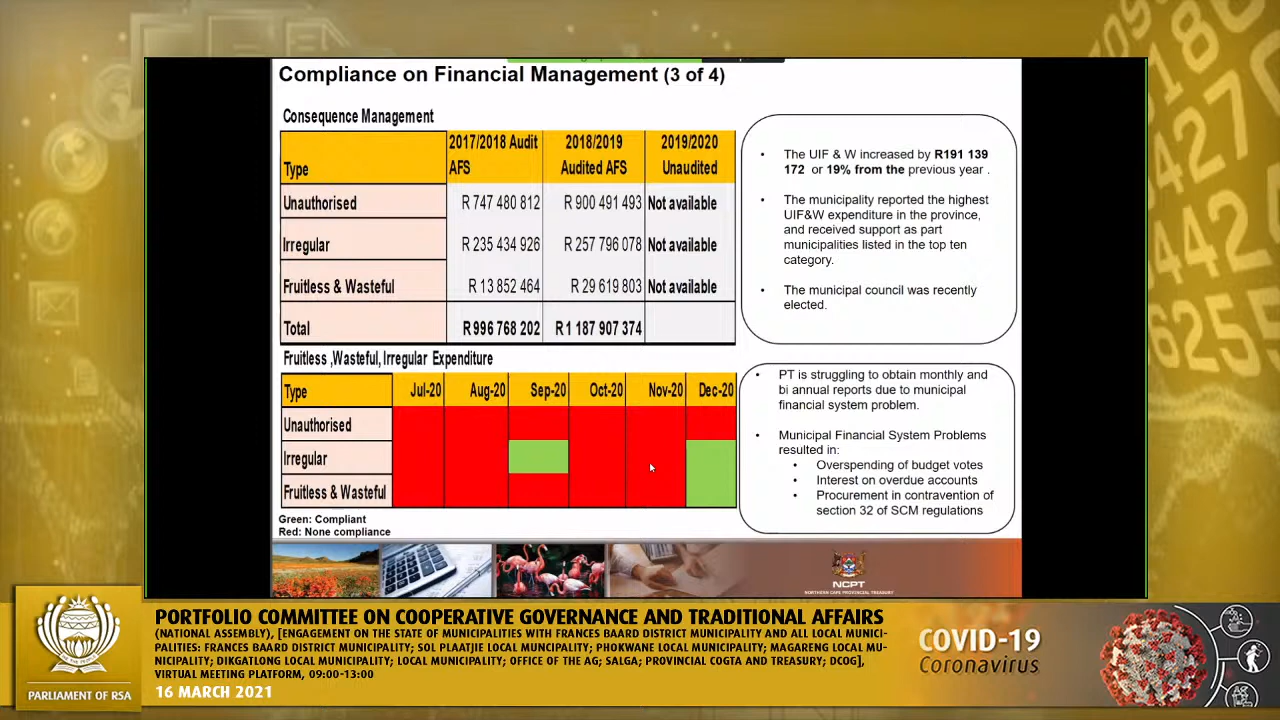 Compliance on Financial Management (3 of 4)
Consequence Management
Type
2017/2018 Audit AFS
2018/2019 Audited AFS
2019/2020 Unaudited
Unauthorised R 747 480 812 R 900 491 493 Not available
Irregular R 235 434 926 R 257 796 078 Not available
Fruitless & Wasteful R 13 852 464 R 29 619 803 Not available
Total R 996 768 202 R 1 187 907 374
• The UIF & W increased by R191 139
172 or 19% from the previous year .
• The municipality reported the highest
UIF&W expenditure in the province,
and received support as part
municipalities listed in the top ten
category.
• The municipal council was recently
elected.
Fruitless ,Wasteful, Irregular Expenditure
Type Jul-20 Aug-20 Sep-20 Oct-20 Nov-20 Dec-20
Unauthorised
Irregular
Fruitless & Wasteful
Green: Compliant
Red: None compliance
• PT is struggling to obtain monthly and
bi annual reports due to municipal
financial system problem.
• Municipal Financial System Problems
resulted in:
• Overspending of budget votes
• Interest on overdue accounts
• Procurement in contravention of
section 32 of SCM regulations
NCPT
NORTHERN CAPE PROVINCIAL TREASURY
PARLIAMENT OF RSA
PORTFOLIO COMMITTEE ON COOPERATIVE GOVERNANCE AND TRADITIONAL AFFAIRS
(NATIONAL ASSEMBLY), [ENGAGEMENT ON THE STATE OF MUNICIPALITIES WITH FRANCES BAARD DISTRICT MUNICIPALITY AND ALL LOCAL MUNICI-
PALITIES: FRANCES BAARD DISTRICT MUNICIPALITY; SOL PLAATJIE LOCAL MUNCIPALITY; PHOKWANE LOCAL MUNICIPALITY; MAGARENG LOCAL MU-
NICIPALITY; DIKGATLONG LOCAL MUNICIPALITY; LOCAL MUNICIPALITY; OFFICE OF THE AG; SALGA; PROVINCIAL COGTA AND TREASURY; DCOG],
VIRTUAL MEETING PLATFORM, 09:00-13:00
16 MARCH 2021
COVID-19
Coronavirus